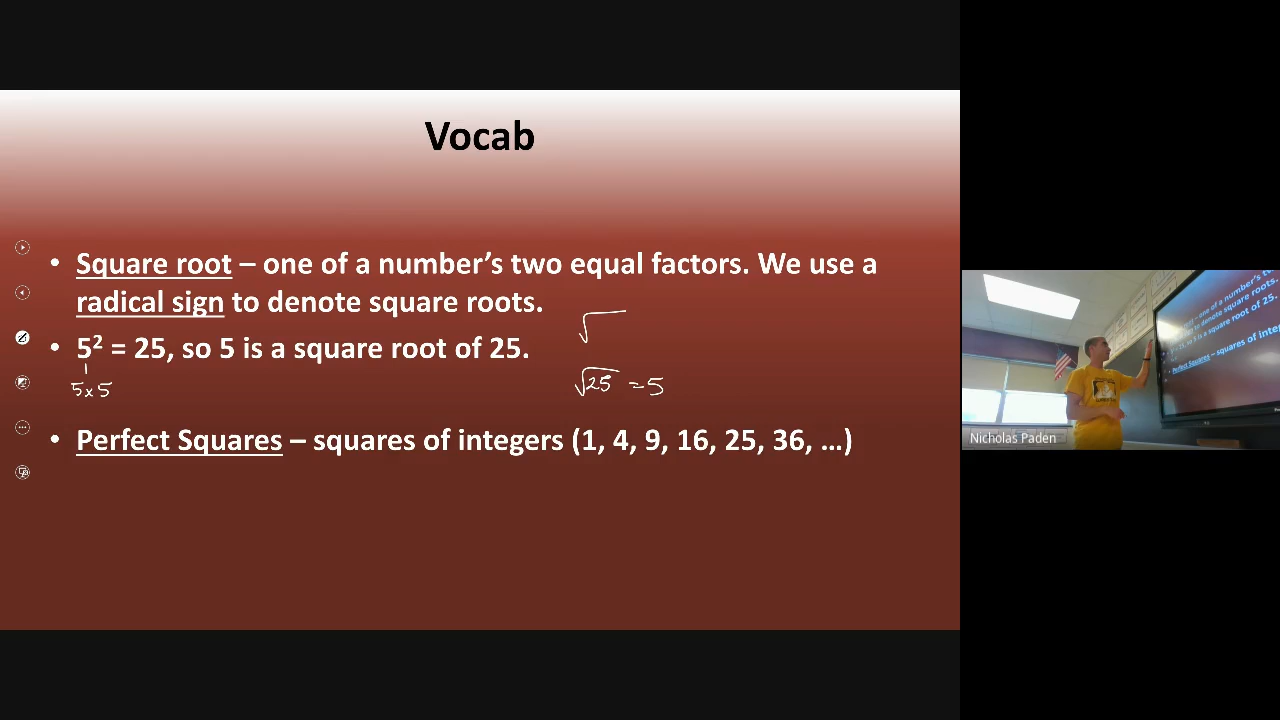 Vocab
• Square root – one of a number’s two equal factors. We use a
radical sign to denote square roots.
√
• 5² = 25, so 5 is a square root of 25.
5x5
√25 = 5
• Perfect Squares – squares of integers (1, 4, 9, 16, 25, 36, …)
Nicholas Paden